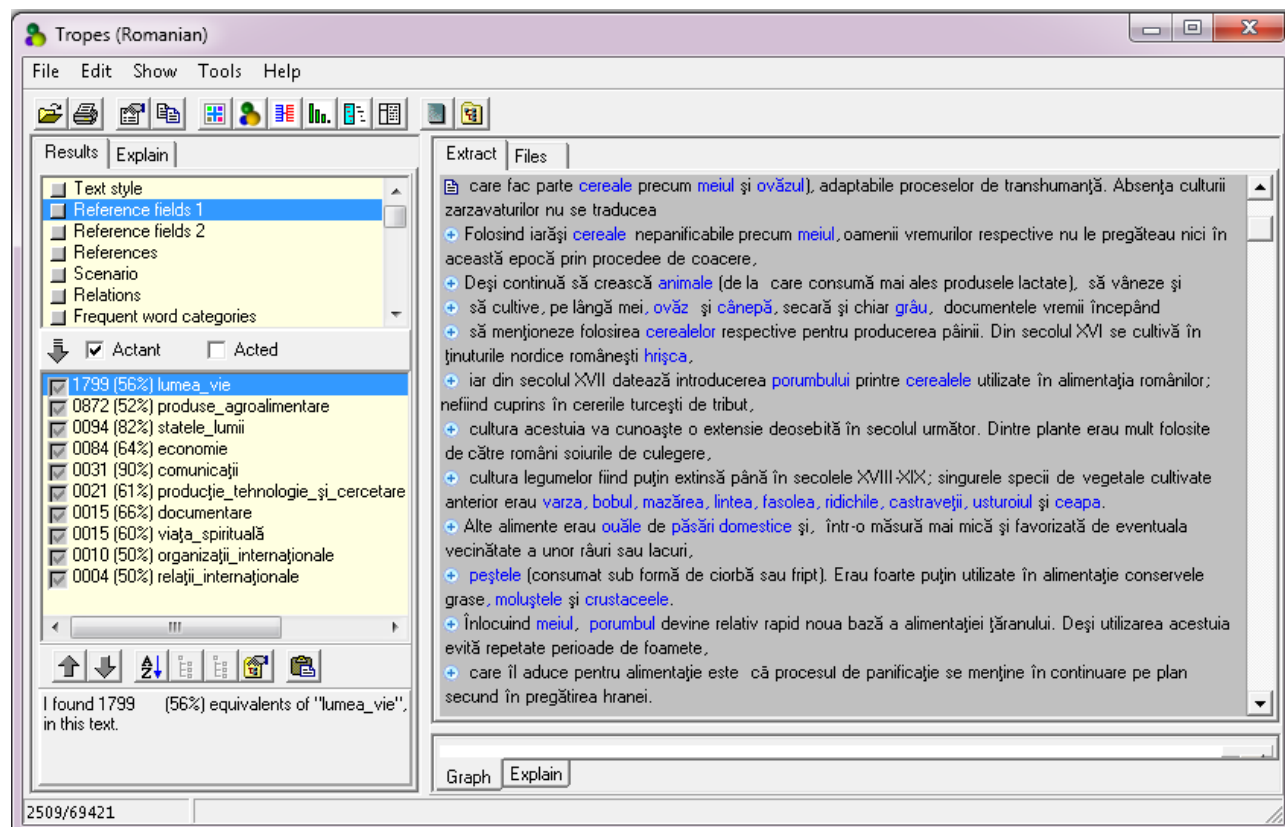 Tropes (Romanian)
File Edit Show Tools Help
Results Explain
Text style
Reference fields 1
Reference fields 2
References
Scenario
Relations
Frequent word categories
Actant Acted
1799 (56%) lumea_vie
0872 (52%) produse_agroalimentare
0094 (82%) statele_lumii
0084 (64%) economie
0031 (90%) comunicaţii
0021 (61%) producţie_tehnologie_şi_cercetare
0015 (66%) documentare
0015 (60%) viaţa_spirituală
0010 (50%) organizaţii_internaţionale
0004 (50%) relaţii_internaţionale
I found 1799 (56%) equivalents of "lumea_vie",
in this text.
2509/69421
Extract Files
care fac parte cereale precum meiul şi ovăzul), adaptabile proceselor de transhumanţă. Absenţa culturii
zarzavaturilor nu se traducea
Folosind iarăşi cereale nepanificabile precum meiul, oamenii vremurilor respective nu le pregăteau nici în
această epocă prin procedee de coacere,
Deşi continuă să crească animale (de la care consumă mai ales produsele lactate), să vâneze şi
să cultive, pe lângă mei, ovăz şi cânepă, secară şi chiar grâu, documentele vremii începând
să menţioneze folosirea cerealelor respective pentru producerea pâinii. Din secolul XVI se cultivă în
ţinuturile nordice româneşti hrişca,
iar din secolul XVII datează introducerea porumbului printre cerealele utilizate în alimentaţia românilor;
nefiind cuprins în cererile turceşti de tribut,
cultura acestuia va cunoaşte o extensie deosebită în secolul următor. Dintre plante erau mult folosite
de către români soiurile de culegere,
cultura legumelor fiind puţin extinsă până în secolele XVIII-XIX; singurele specii de vegetale cultivate
anterior erau varza, bobul, mazărea, lintea, fasolea, ridichile, castraveţii, usturoiul şi ceapa.
Alte alimente erau ouăle de păsări domestice şi, într-o măsură mai mică şi favorizată de eventuala
vecinătate a unor râuri sau lacuri,
peştele (consumat sub formă de ciorbă sau fript). Erau foarte puţin utilizate în alimentaţie conservele
grase, moluştele şi crustaceele.
Înlocuind meiul, porumbul devine relativ rapid noua bază a alimentaţiei ţăranului. Deşi utilizarea acestuia
evită repetate perioade de foamete,
care îl aduce pentru alimentaţie este că procesul de panificaţie se menţine în continuare pe plan
secund în pregătirea hranei.
Graph Explain